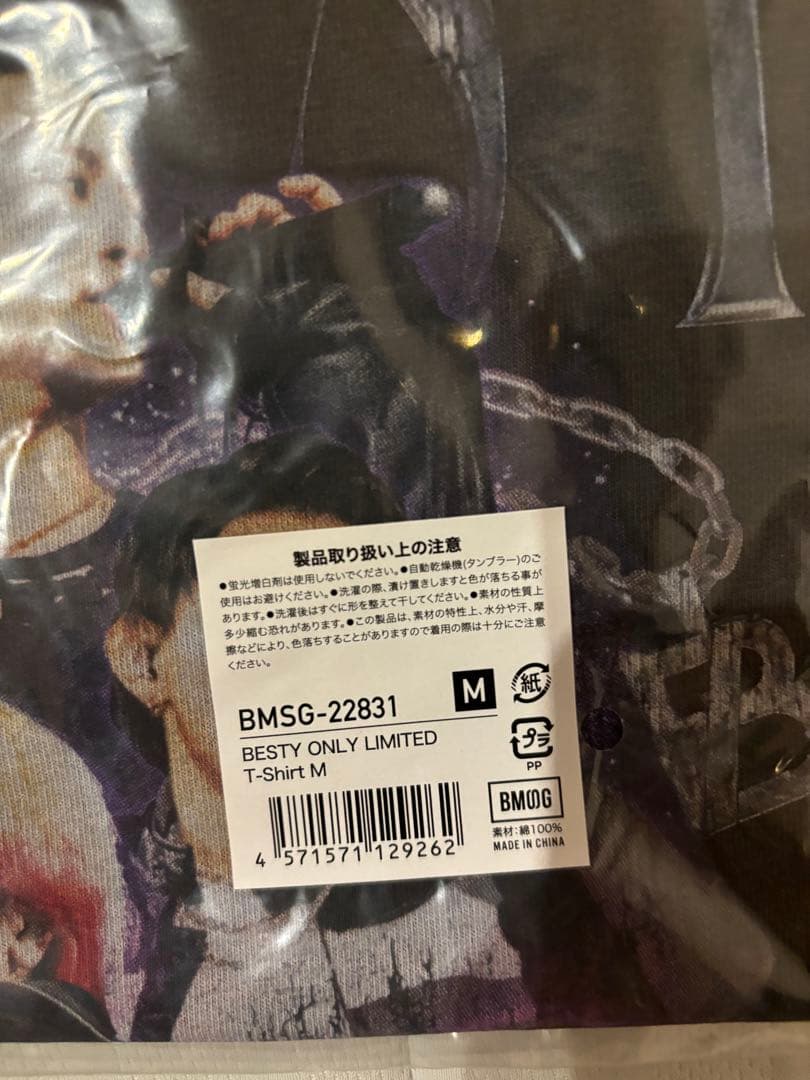 製品取り扱い上の注意
●蛍光増白剤は使用しないでください。●自動乾燥機(タンブラー)のご
使用はお避けください。●洗濯の際、漬け置きしますと色が落ちる事が
あります。●洗濯後はすぐに形を整えて干してください。●素材の性質上
多少縮む恐れがあります。●この製品は、素材の特性上、水分や汗、摩
擦などにより、色落ちすることがありますので着用の際は十分にご注意
ください。
BMSG-22831 M 紙
BESTY ONLY LIMITED
T-Shirt M
プラ
PP
BMSG
素材:綿100%
MADE IN CHINA
4 571571 129262